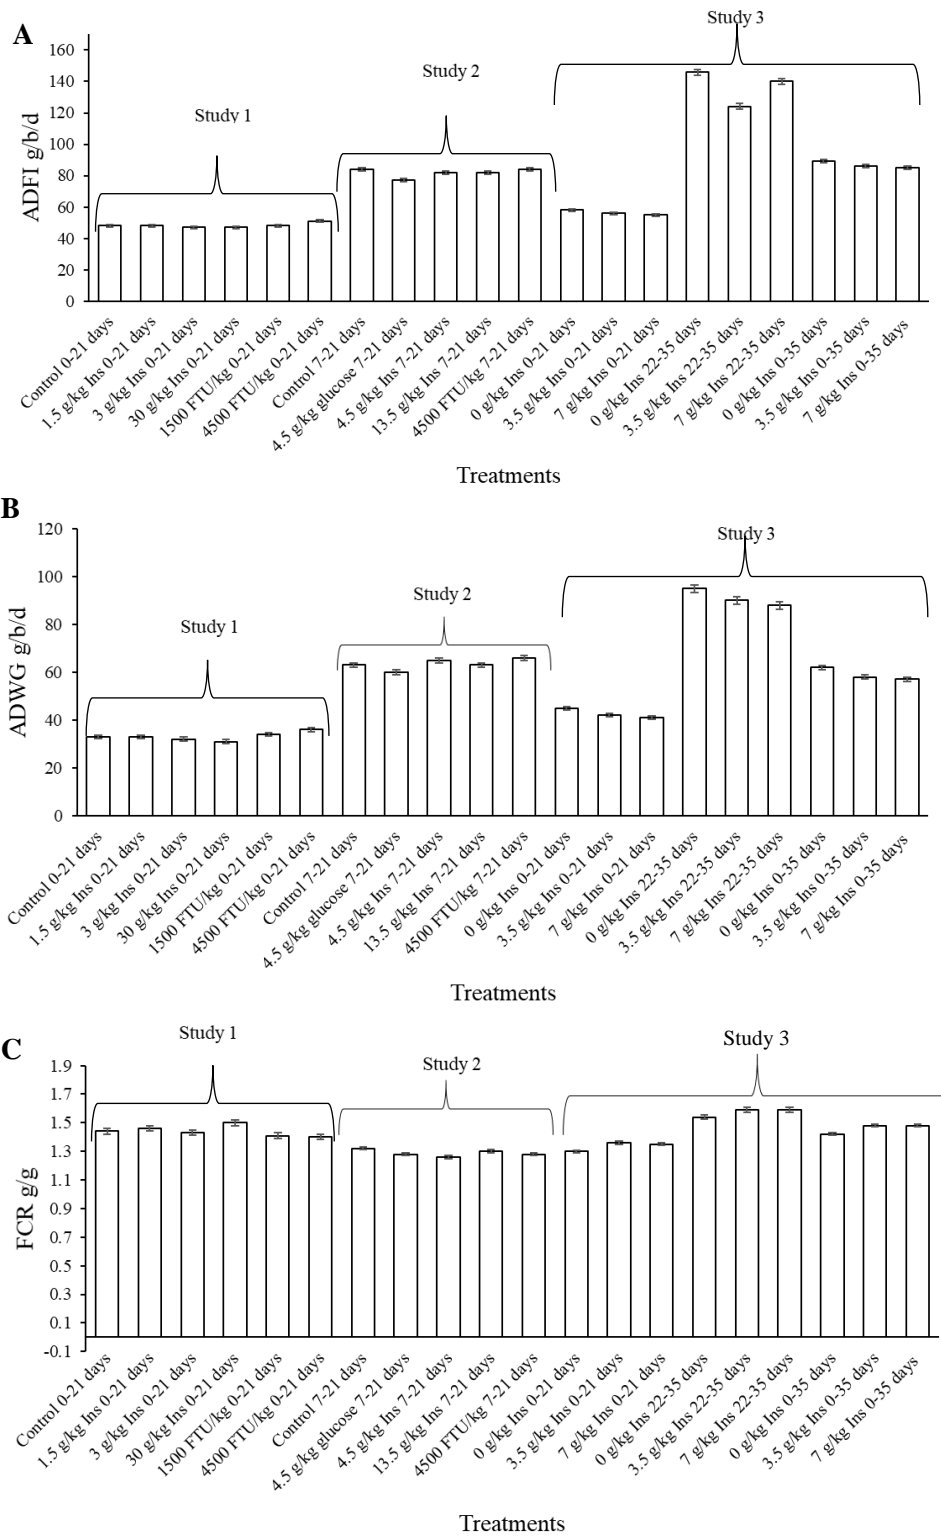 A
Study 3
Study 2
Study 1
ADFI g/b/d
160
140
120
100
80
60
40
20
0
Control 0-21 days
1.5 g/kg Ins 0-21 days
3 g/kg Ins 0-21 days
30 g/kg Ins 0-21 days
1500 FTU/kg 0-21 days
4500 FTU/kg 0-21 days
Control 7-21 days
4.5 g/kg glucose 7-21 days
4.5 g/kg Ins 7-21 days
13.5 g/kg Ins 7-21 days
4500 FTU/kg 7-21 days
0 g/kg Ins 0-21 days
3.5 g/kg Ins 0-21 days
7 g/kg Ins 0-21 days
0 g/kg Ins 22-35 days
3.5 g/kg Ins 22-35 days
7 g/kg Ins 22-35 days
0 g/kg Ins 0-35 days
3.5 g/kg Ins 0-35 days
7 g/kg Ins 0-35 days
Treatments
B
Study 3
Study 2
Study 1
ADWG g/b/d
120
100
80
60
40
20
0
Control 0-21 days
1.5 g/kg Ins 0-21 days
3 g/kg Ins 0-21 days
30 g/kg Ins 0-21 days
1500 FTU/kg 0-21 days
4500 FTU/kg 0-21 days
Control 7-21 days
4.5 g/kg glucose 7-21 days
4.5 g/kg Ins 7-21 days
13.5 g/kg Ins 7-21 days
4500 FTU/kg 7-21 days
0 g/kg Ins 0-21 days
3.5 g/kg Ins 0-21 days
7 g/kg Ins 0-21 days
0 g/kg Ins 22-35 days
3.5 g/kg Ins 22-35 days
7 g/kg Ins 22-35 days
0 g/kg Ins 0-35 days
3.5 g/kg Ins 0-35 days
7 g/kg Ins 0-35 days
Treatments
C
Study 1
Study 2
Study 3
FCR g/g
1.9
1.7
1.5
1.3
1.1
0.9
0.7
0.5
0.3
0.1
-0.1
Control 0-21 days
1.5 g/kg Ins 0-21 days
3 g/kg Ins 0-21 days
30 g/kg Ins 0-21 days
1500 FTU/kg 0-21 days
4500 FTU/kg 0-21 days
Control 7-21 days
4.5 g/kg glucose 7-21 days
4.5 g/kg Ins 7-21 days
13.5 g/kg Ins 7-21 days
4500 FTU/kg 7-21 days
0 g/kg Ins 0-21 days
3.5 g/kg Ins 0-21 days
7 g/kg Ins 0-21 days
0 g/kg Ins 22-35 days
3.5 g/kg Ins 22-35 days
7 g/kg Ins 22-35 days
0 g/kg Ins 0-35 days
3.5 g/kg Ins 0-35 days
7 g/kg Ins 0-35 days
Treatments